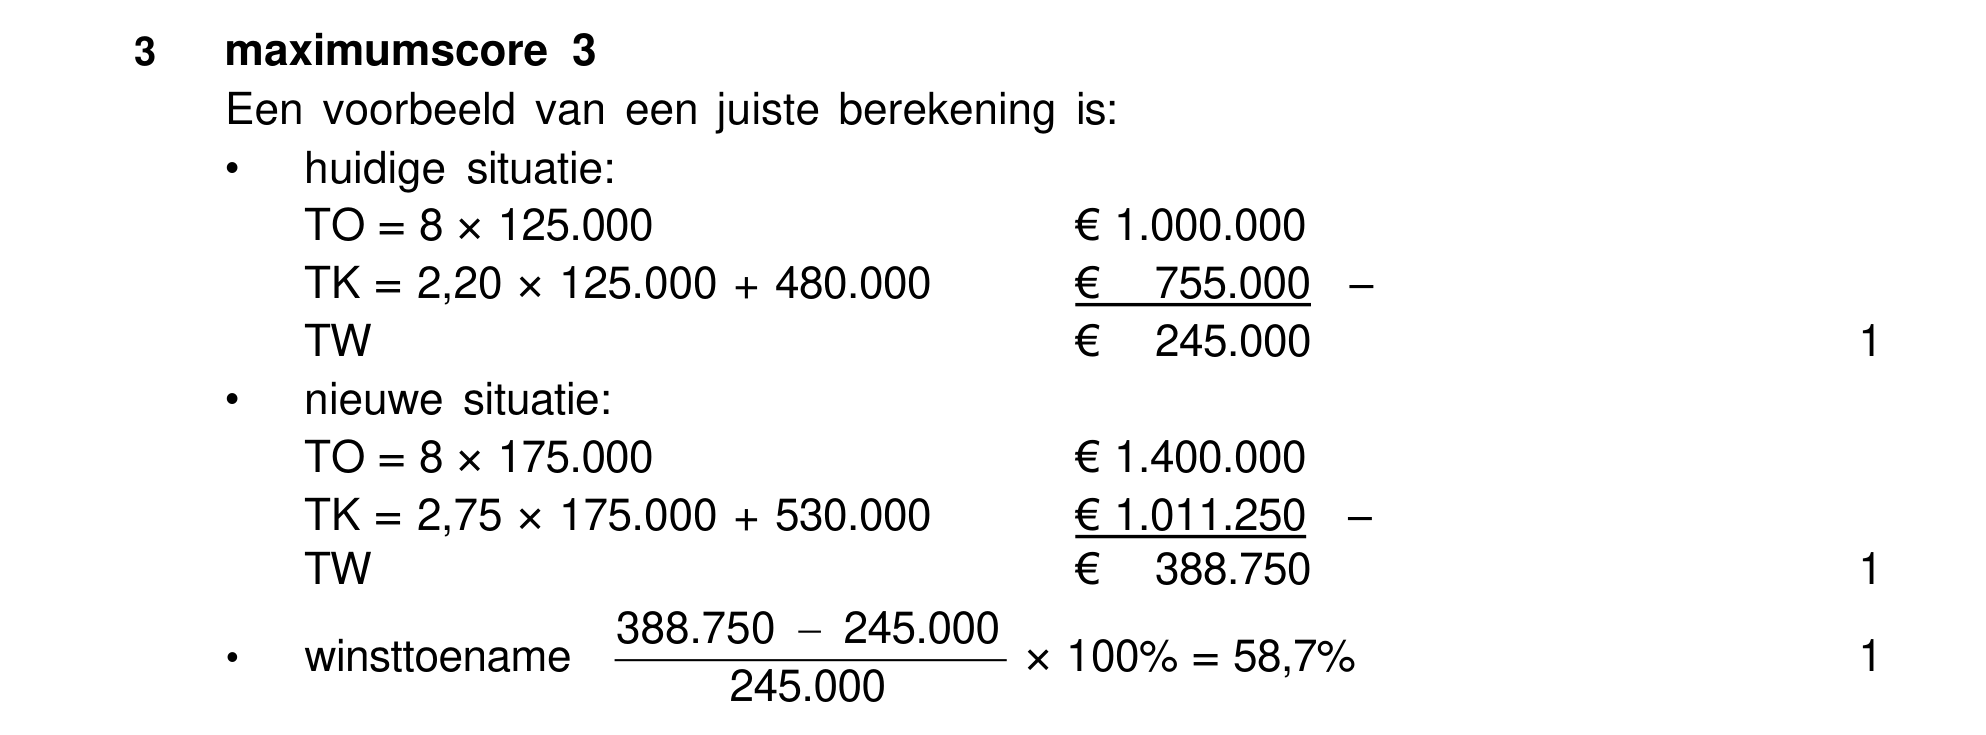 3 maximumscore 3
Een voorbeeld van een juiste berekening is:
• huidige situatie:
TO = 8 × 125.000 € 1.000.000
TK = 2,20 × 125.000 + 480.000 € 755.000 –
TW € 245.000 1
• nieuwe situatie:
TO = 8 × 175.000 € 1.400.000
TK = 2,75 × 175.000 + 530.000 € 1.011.250 –
TW € 388.750 1
388.750 – 245.000
• winsttoename × 100% = 58,7% 1
245.000